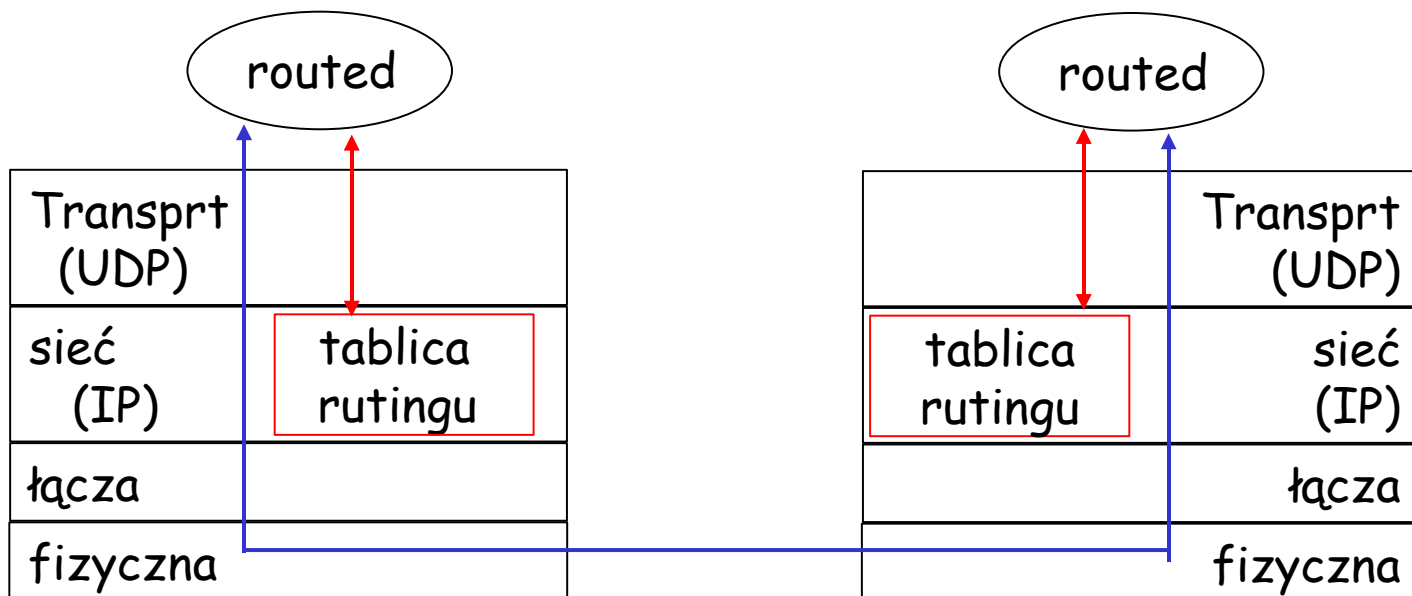 routed
routed
Transprt
(UDP)
Transprt
(UDP)
sieć
(IP)
tablica
rutingu
tablica
rutingu
sieć
(IP)
łącza
łącza
fizyczna
fizyczna